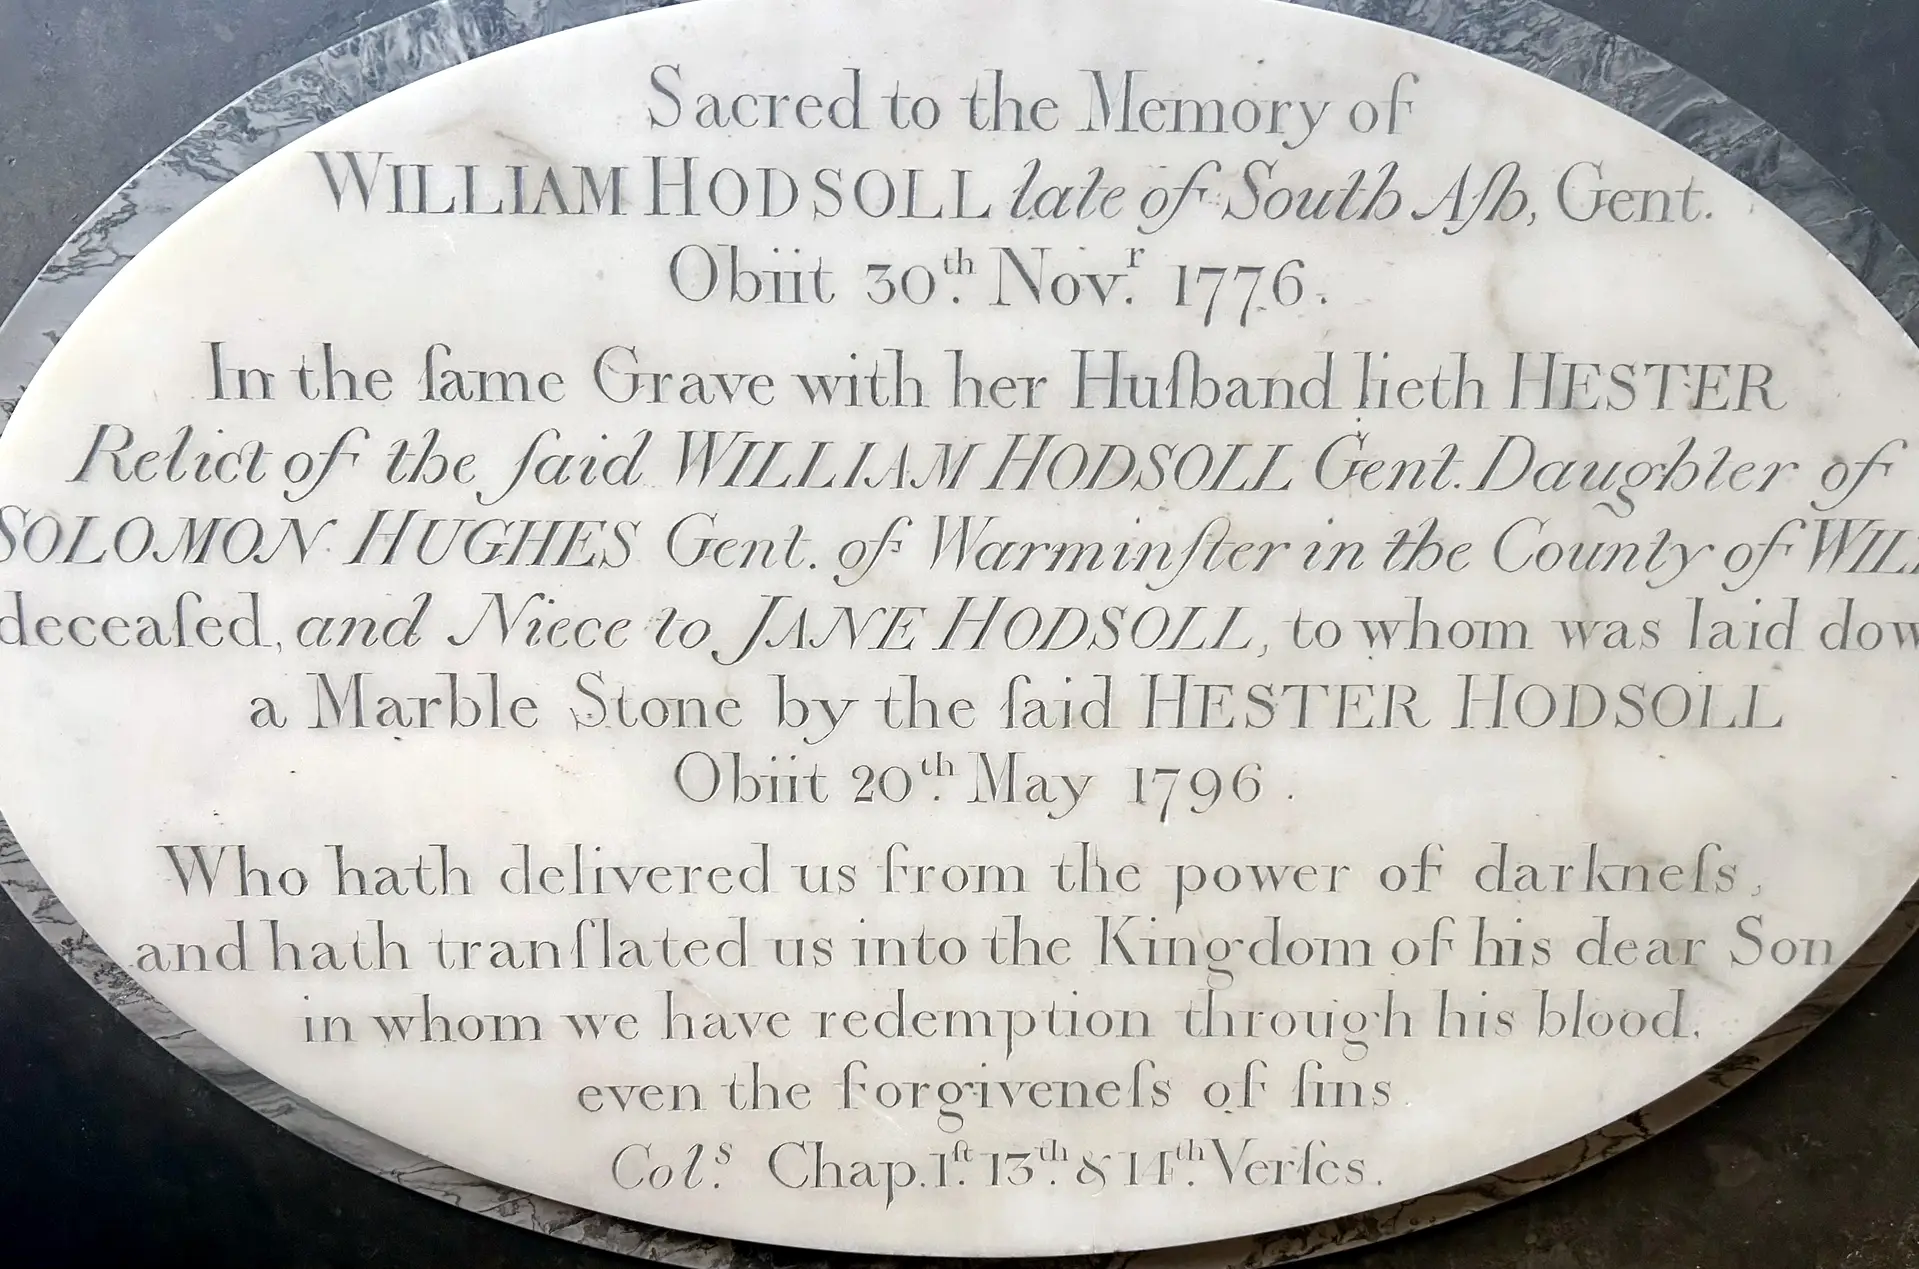 Sacred to the Memory of
WILLIAM HODSOLL late of South Aſh, Gent.
Obiit 30th. Novr. 1776.
In the ſame Grave with her Huſband lieth HESTER
Relict of the ſaid WILLIAM HODSOLL Gent. Daughter of
SOLOMON HUGHES Gent. of Warminſter in the County of WIL
deceaſed, and Niece to JANE HODSOLL, to whom was laid dow
a Marble Stone by the ſaid HESTER HODSOLL
Obiit 20th. May 1796.
Who hath delivered us from the power of darkneſs,
and hath tranſlated us into the Kingdom of his dear Son
in whom we have redemption through his blood,
even the forgiveneſs of ſins.
Cols. Chap. 1ſt. 13th. & 14th. Verſes.